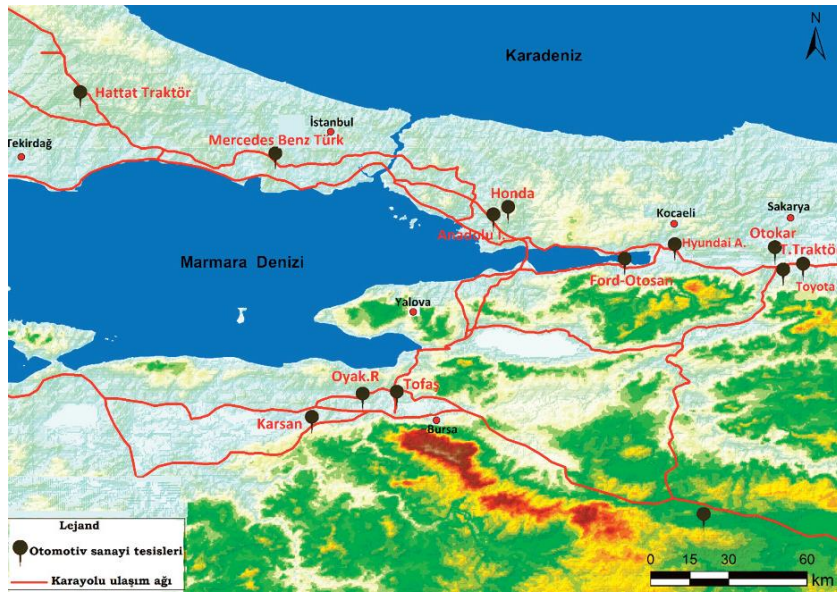 N
Karadeniz
Hattat Traktör
İstanbul
Mercedes Benz Türk
Tekirdağ
Honda
Kocaeli
Sakarya
Anadolu I.
Otokar
Hyundai A.
T.Traktö
Marmara Denizi
Ford-Otosan
Toyota
Yalova
Oyak.R
Tofaş
Karsan
Bursa
Lejand
Otomotiv sanayi tesisleri
Karayolu ulaşım ağı
0 15 30 60
km